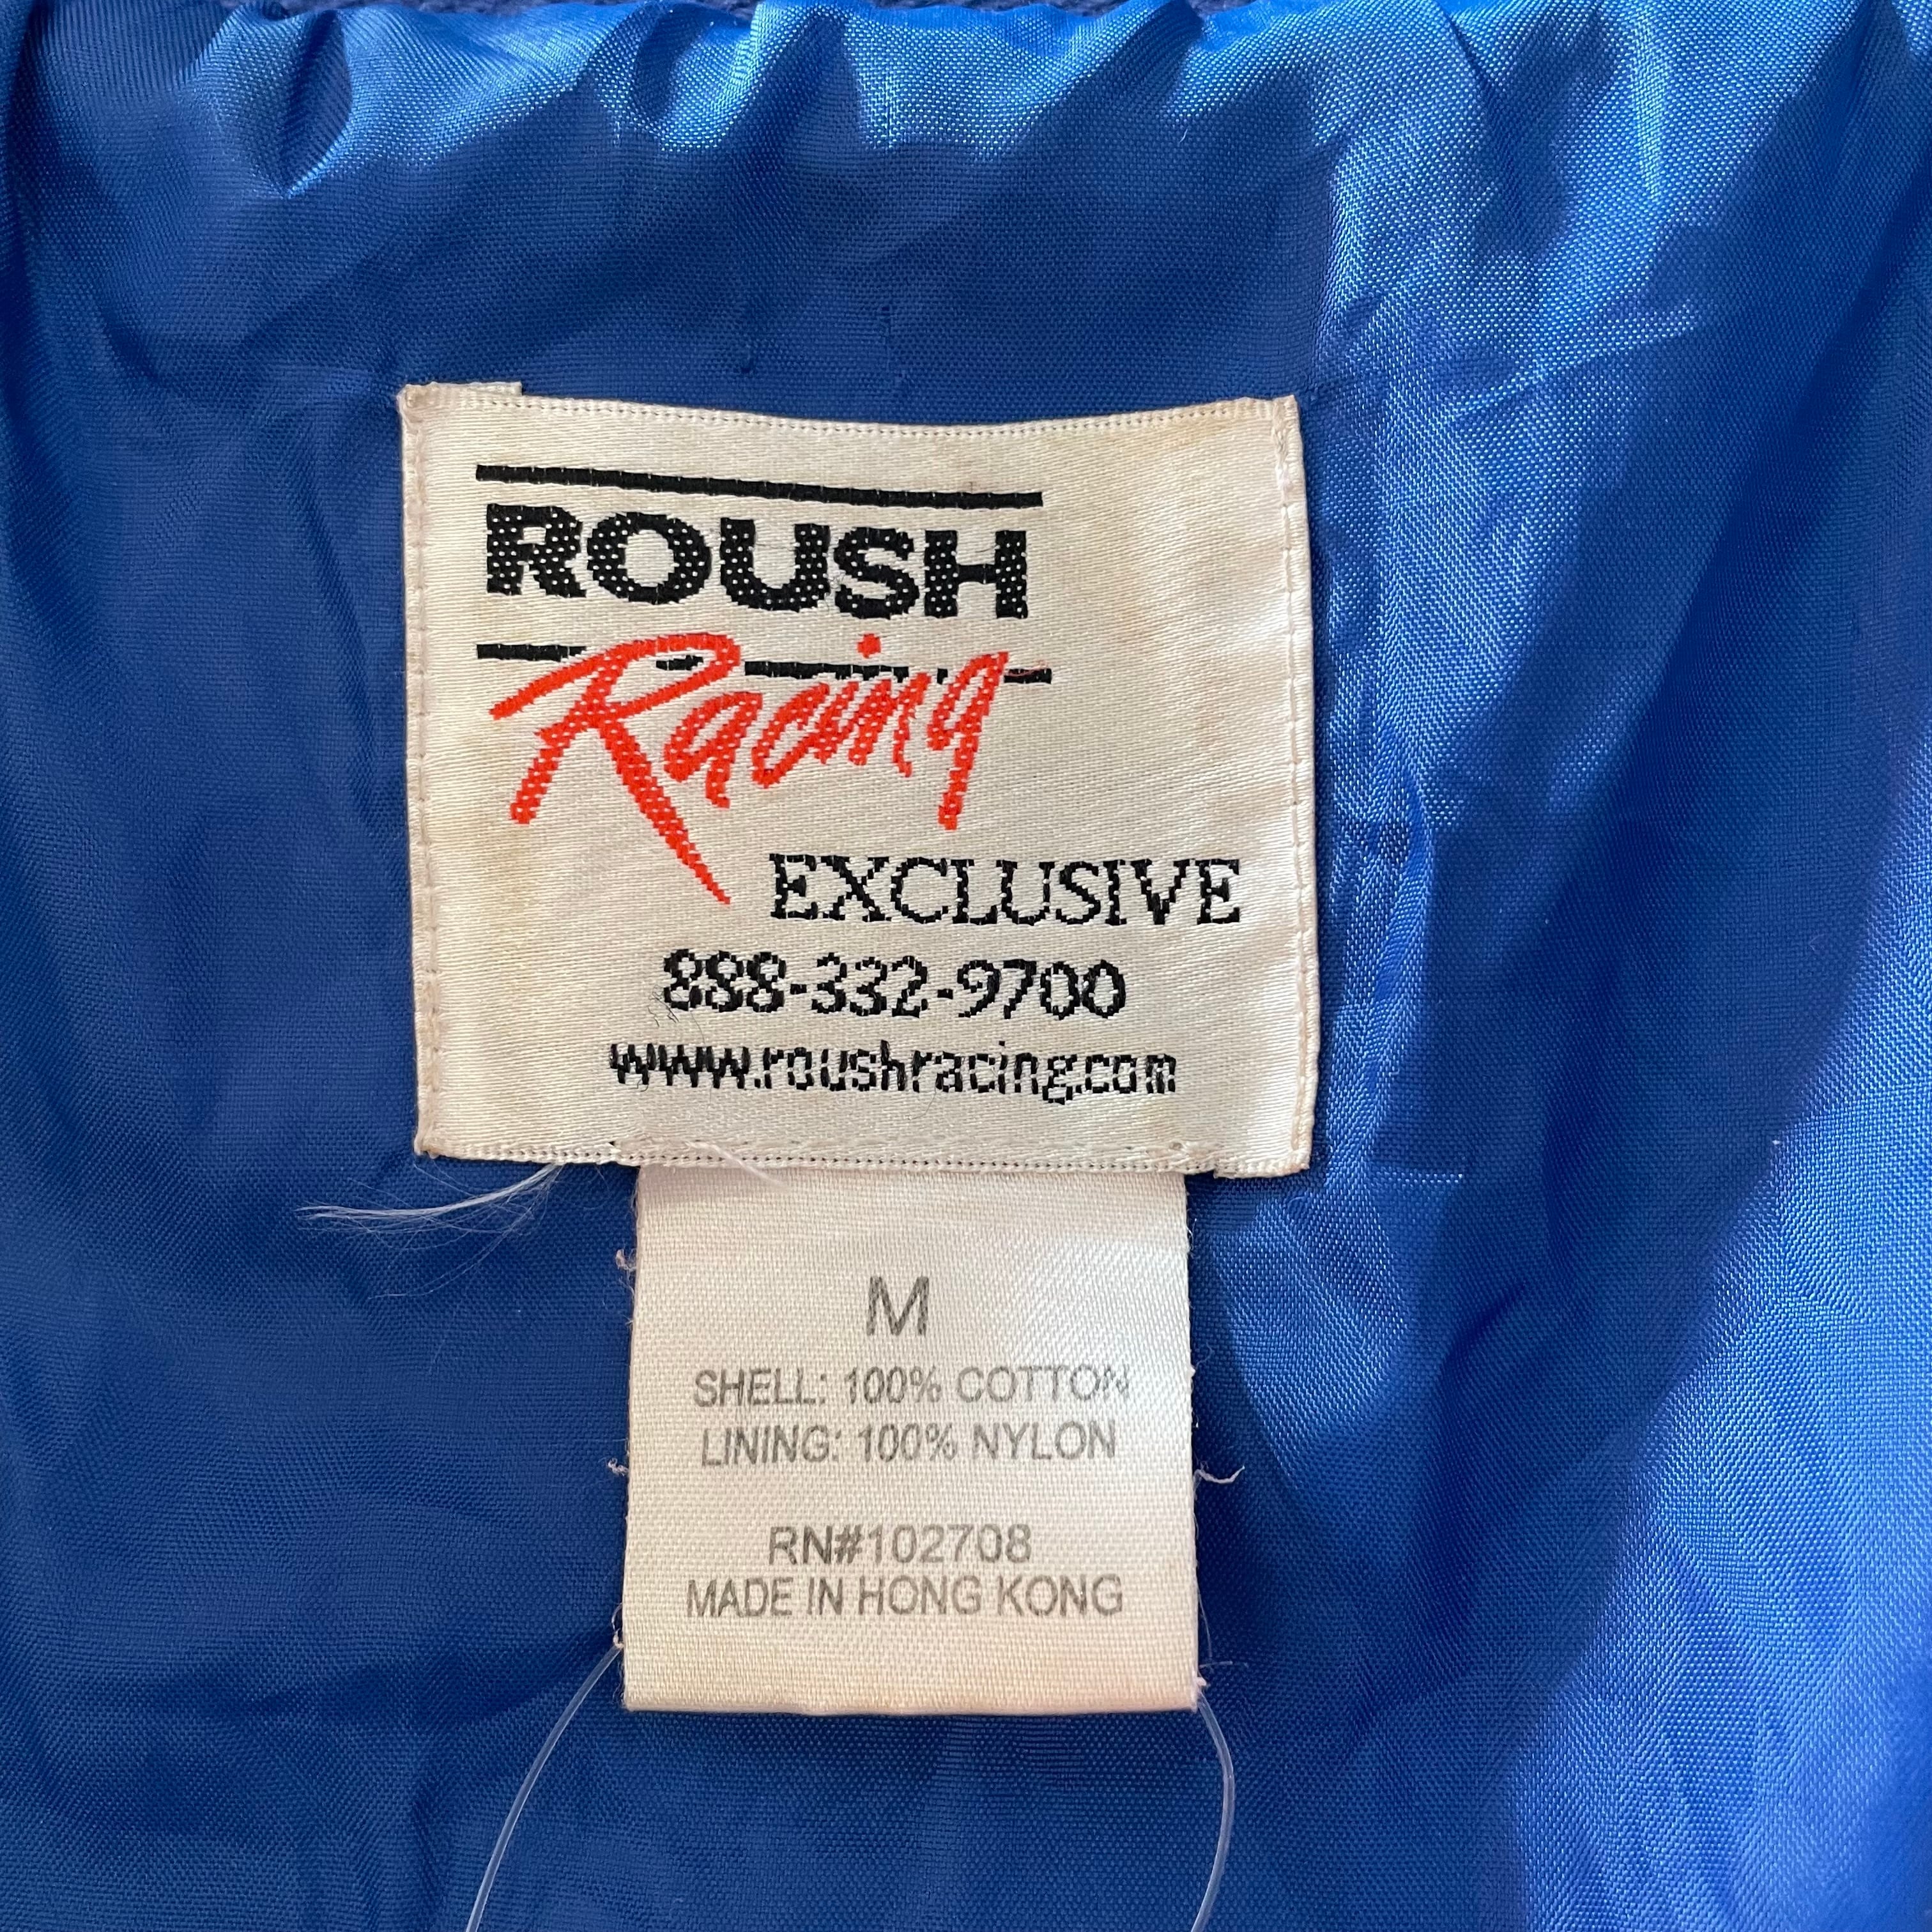 ROUSH
Racing
EXCLUSIVE
888-332-9700
www.roushracing.com
M
SHELL: 100% COTTON
LINING: 100% NYLON
RN#102708
MADE IN HONG KONG